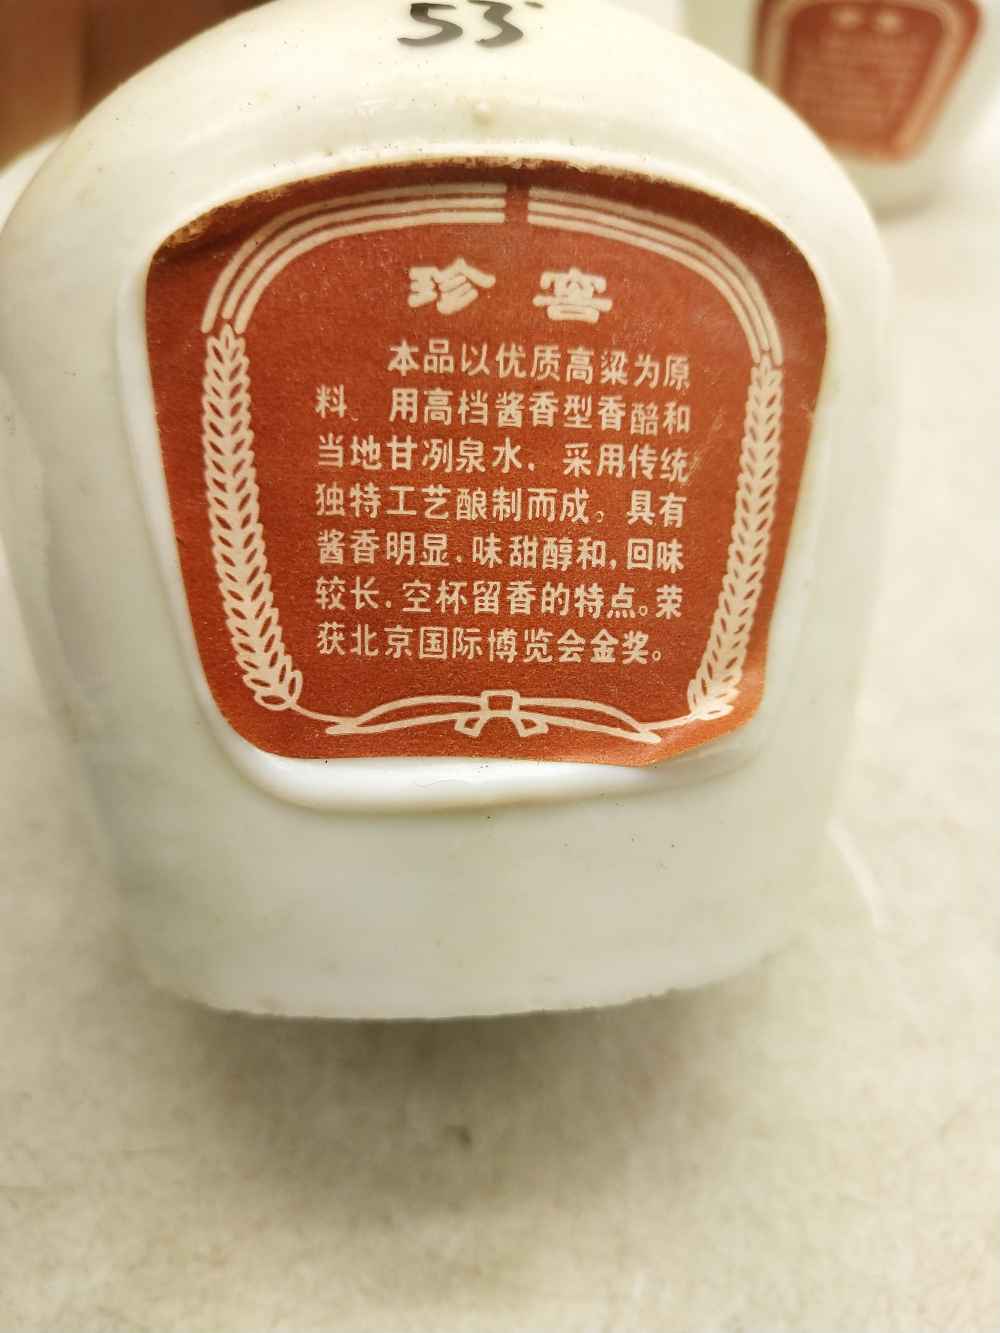 53°
珍 窖
本品以优质高粱为原
料、用高档酱香型香醅和
当地甘冽泉水，采用传统
独特工艺酿制而成。具有
酱香明显，味甜醇和，回味
较长，空杯留香的特点。荣
获北京国际博览会金奖。